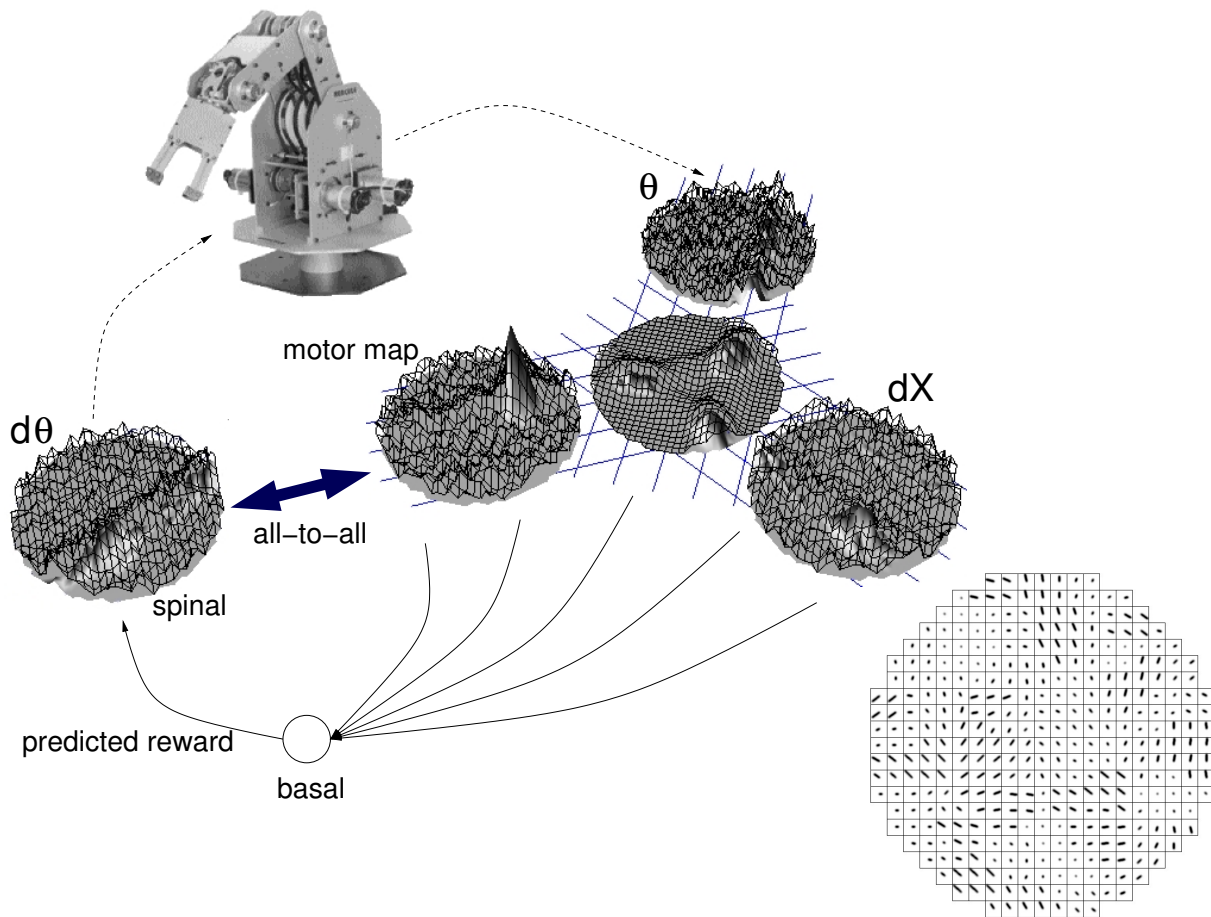 θ
motor map
dX
dθ
all−to−all
spinal
predicted reward
basal